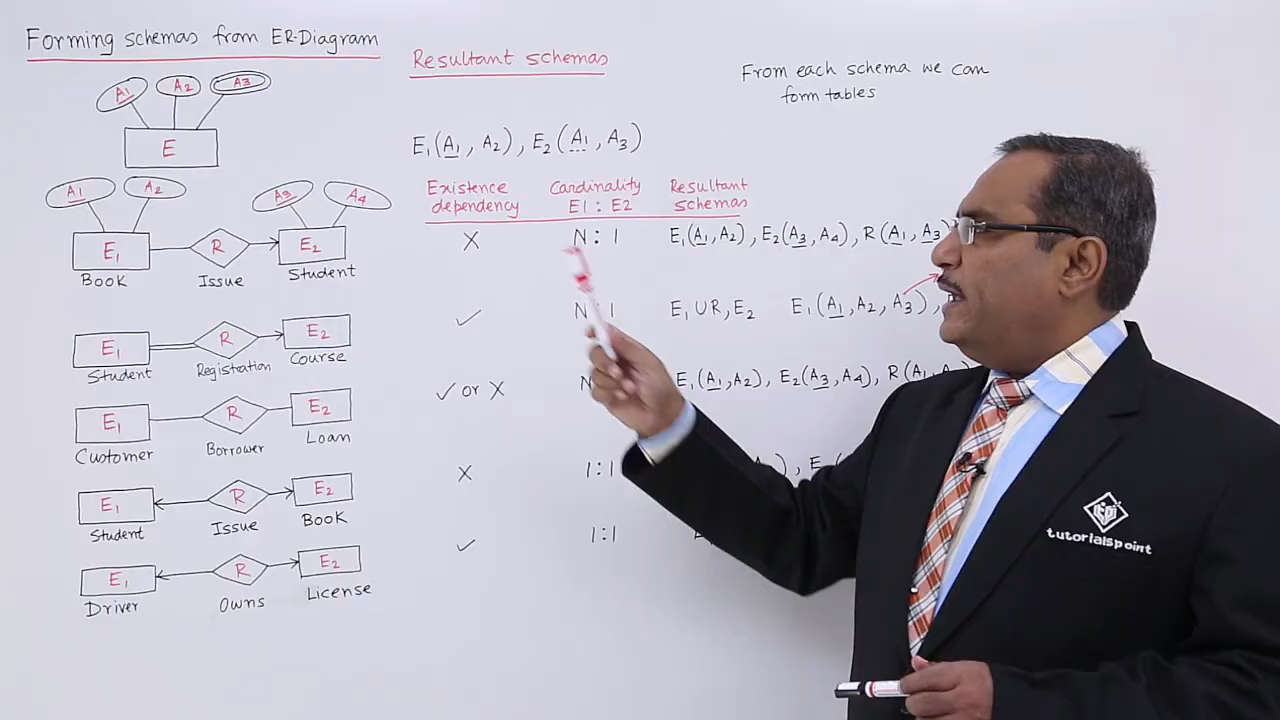 Forming schemas from ER-Diagram
Resultant schemas
From each schema we can
form tables
A1 A2 A3
E
E1(A1, A2), E2(A1, A3)
A1 A2 A3 A4
Existence dependency
Cardinality E1 : E2
Resultant schemas
E1 R E2
Book Issue Student
X N : 1 E1(A1, A2), E2(A3, A4), R(A1, A3
E1 R E2
Student Registration Course
✓ N 1 E1 U R, E2 E1(A1, A2, A3),
E1 R E2
Customer Borrower Loan
✓ or X N E1(A1, A2), E2(A3, A4), R(A1, A
E1 R E2
Student Issue Book
X 1:1
E1 R E2
Driver Owns License
✓ 1:1
tutorialspoint